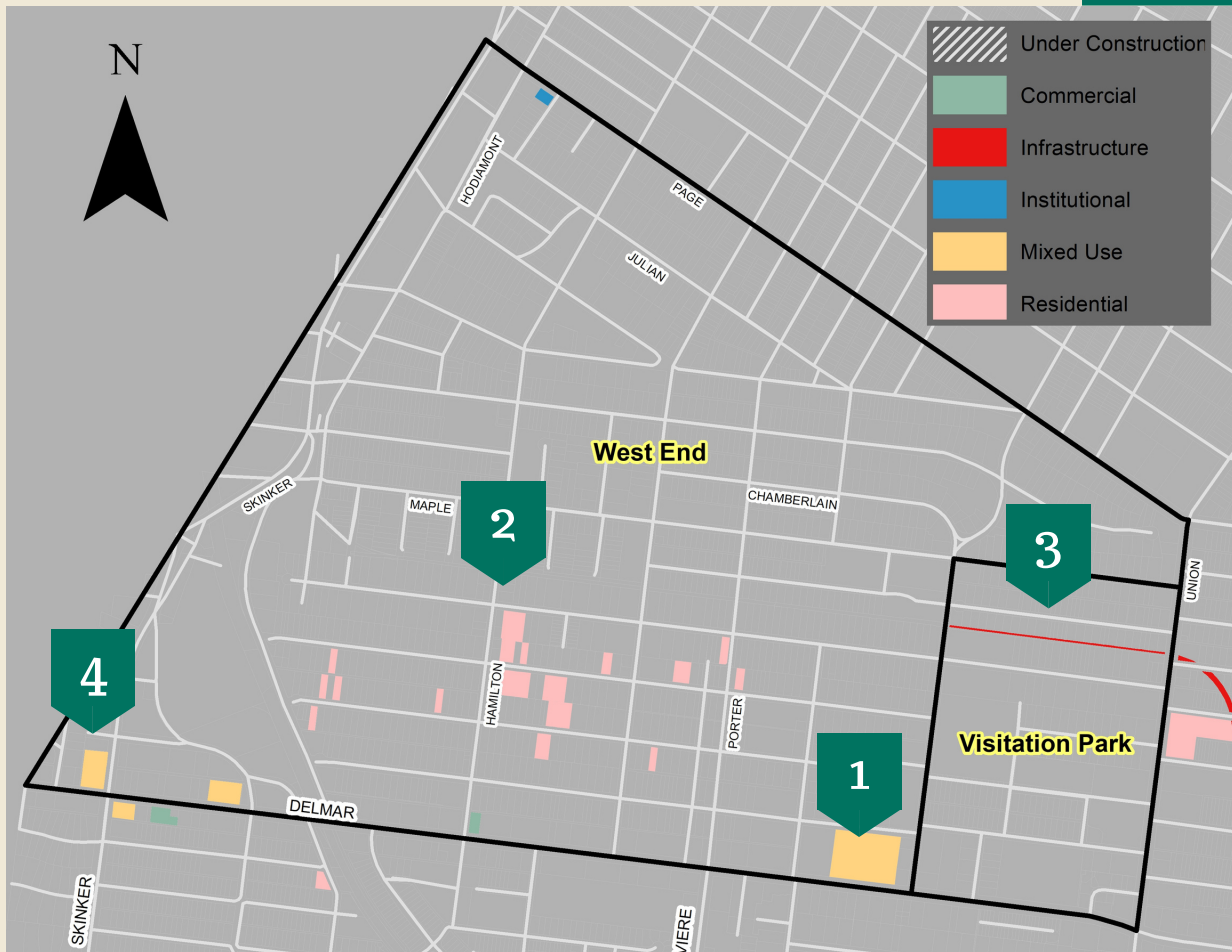 N
Under Construction
Commercial
Infrastructure
Institutional
Mixed Use
Residential
HODIAMONT
PAGE
JULIAN
West End
SKINKER
MAPLE
CHAMBERLAIN
2
3
UNION
4
HAMILTON
PORTER
Visitation Park
1
DELMAR
SKINKER
VIERE